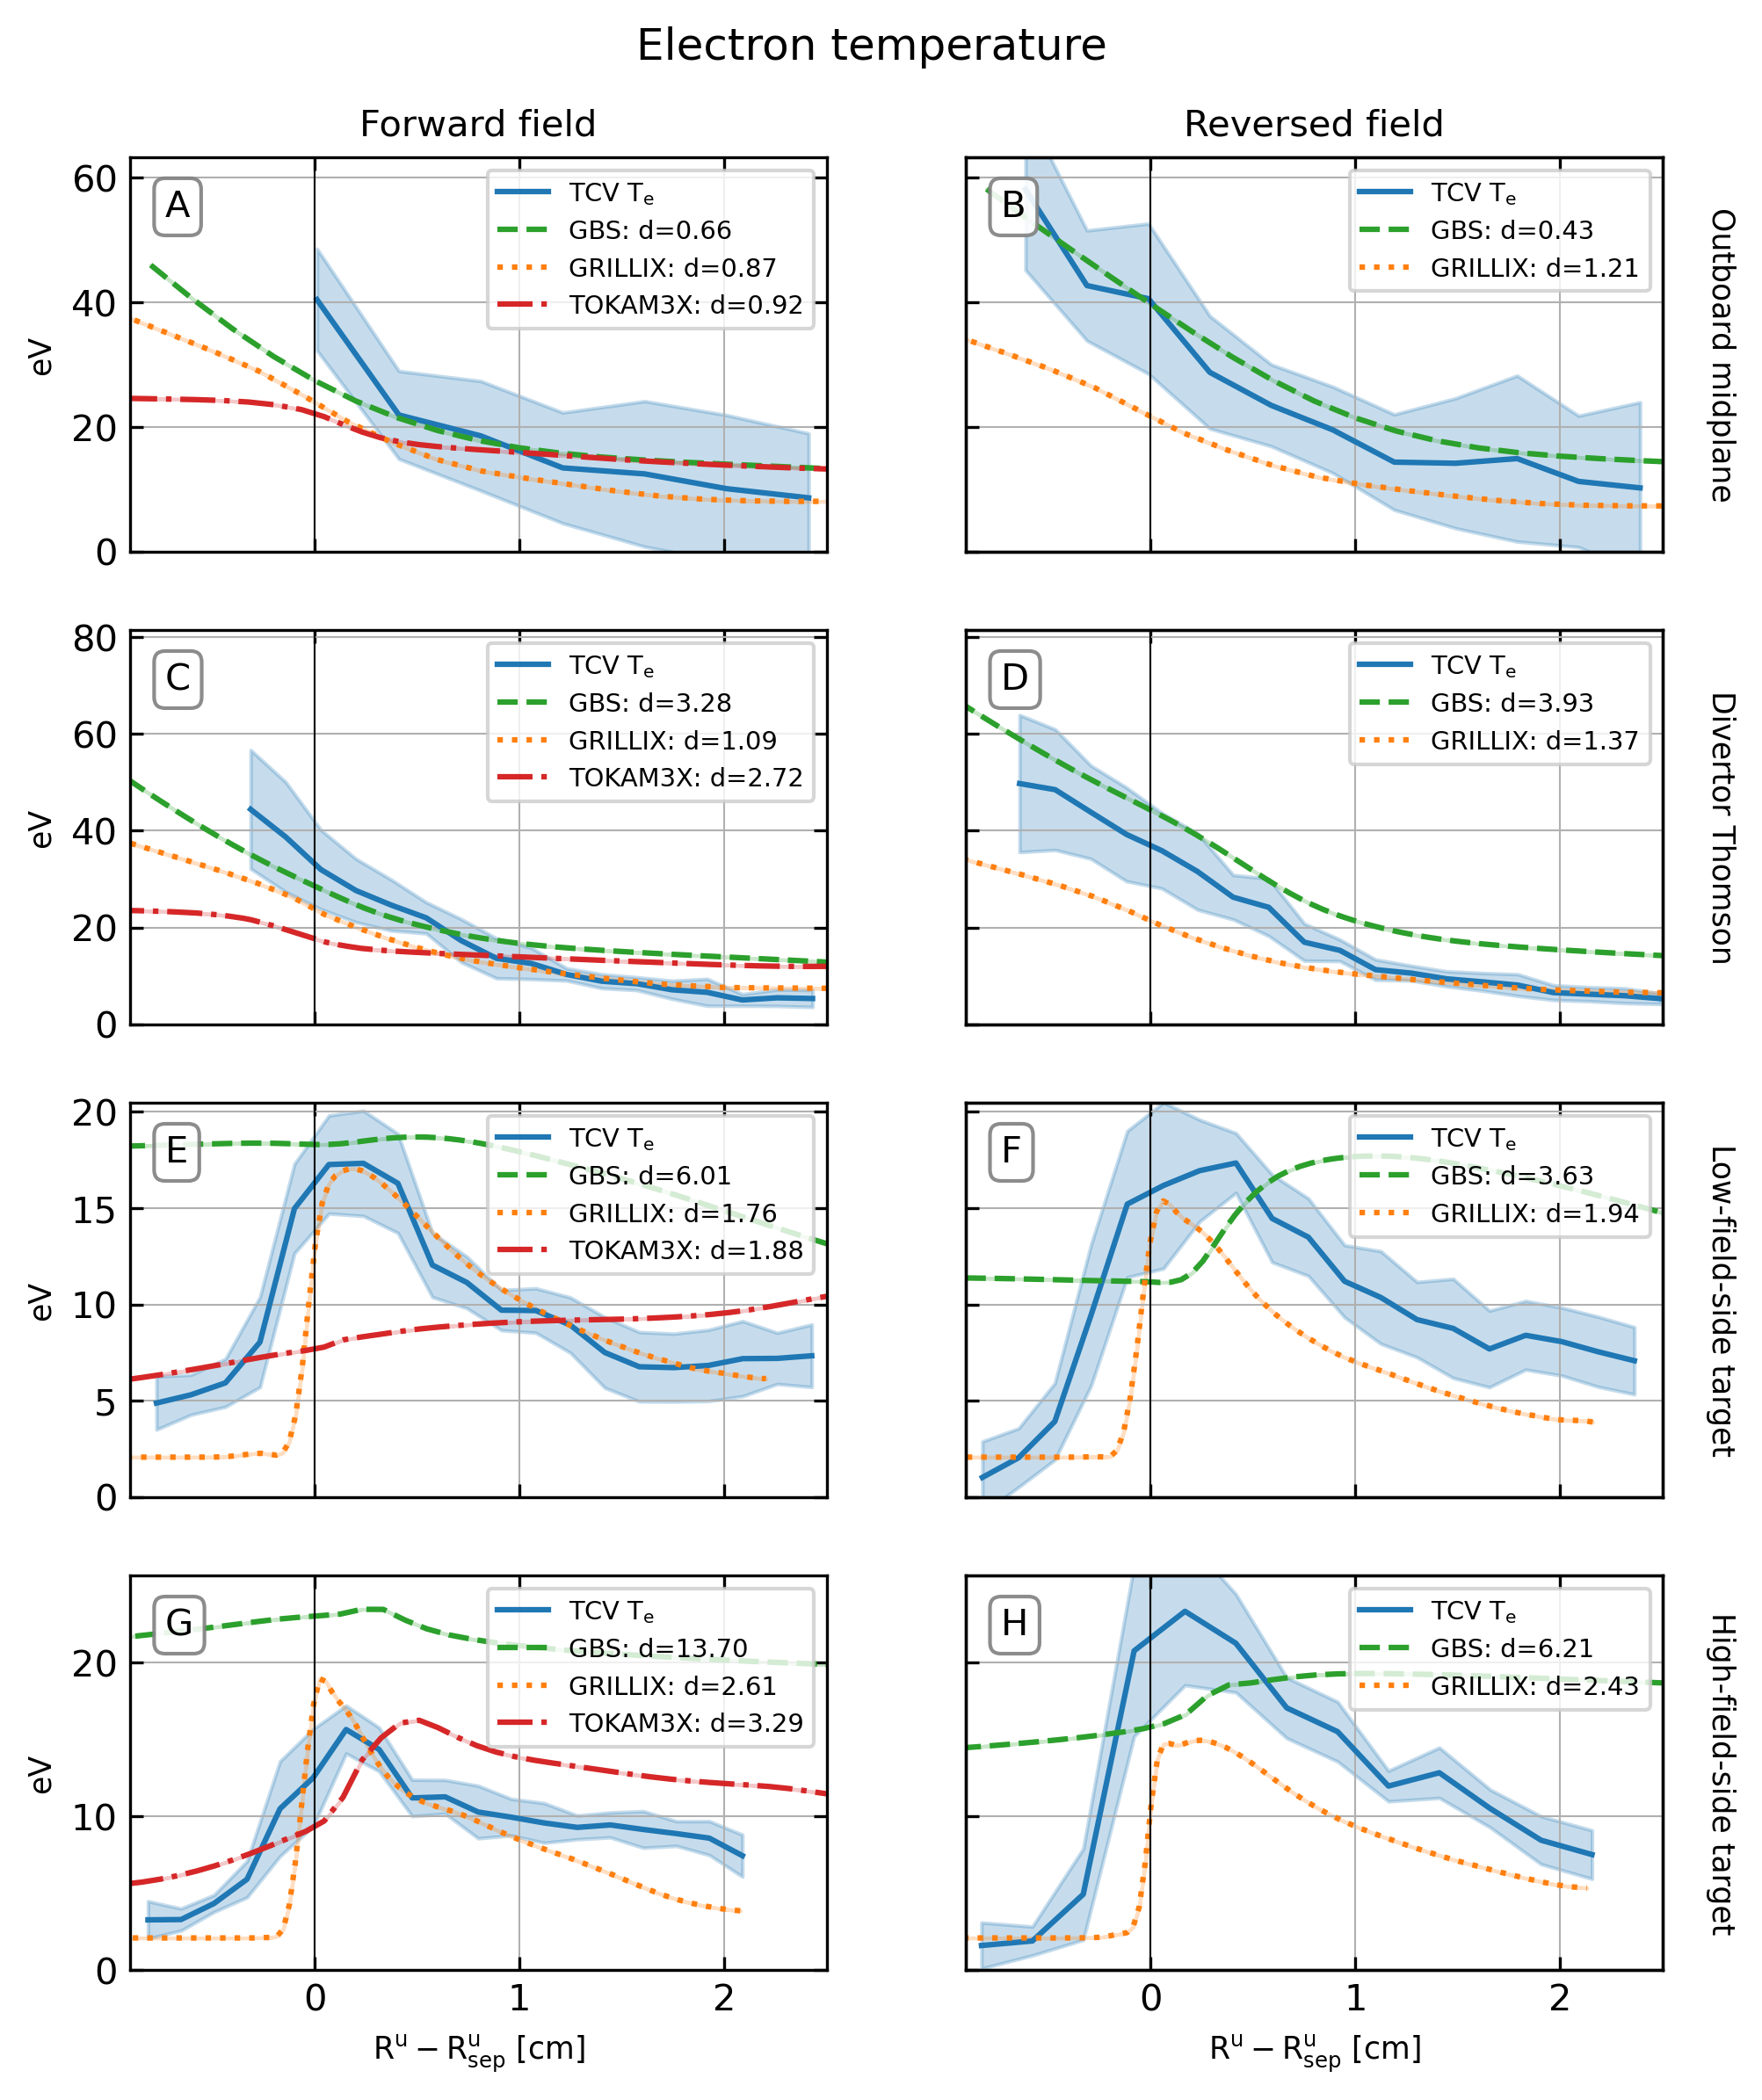 Electron temperature
Forward field
Reversed field
60
40
20
0
eV
A
TCV Te
GBS: d=0.66
GRILLIX: d=0.87
TOKAM3X: d=0.92
B
TCV Te
GBS: d=0.43
GRILLIX: d=1.21
Outboard midplane
80
60
40
20
0
eV
C
TCV Te
GBS: d=3.28
GRILLIX: d=1.09
TOKAM3X: d=2.72
D
TCV Te
GBS: d=3.93
GRILLIX: d=1.37
Divertor Thomson
20
15
10
5
0
eV
E
TCV Te
GBS: d=6.01
GRILLIX: d=1.76
TOKAM3X: d=1.88
F
TCV Te
GBS: d=3.63
GRILLIX: d=1.94
Low-field-side target
20
10
0
eV
G
TCV Te
GBS: d=13.70
GRILLIX: d=2.61
TOKAM3X: d=3.29
H
TCV Te
GBS: d=6.21
GRILLIX: d=2.43
High-field-side target
0 1 2
0 1 2
R^u − R^u_sep [cm]
R^u − R^u_sep [cm]